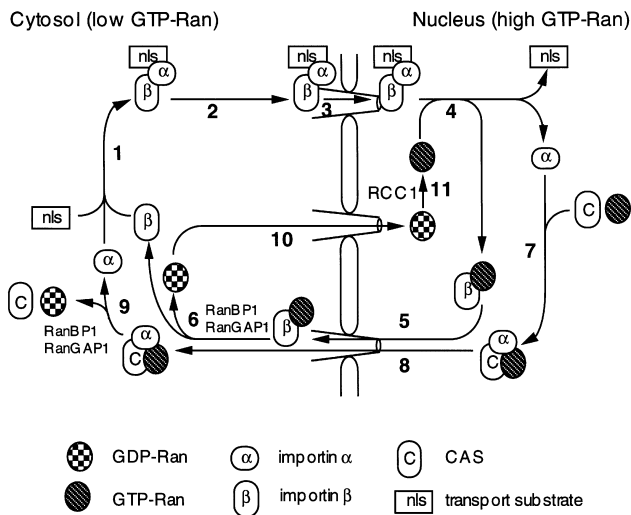 Cytosol (low GTP-Ran) Nucleus (high GTP-Ran)
nls nls nls nls
α α α
β β β
2 3 4
1
α
RCC1 11
nls β C
10 7
α
C 9 6 RanBP1 β
RanBP1 RanGAP1 β 5
RanGAP1 α
C 8 α
C
GDP-Ran α importin α C CAS
GTP-Ran β importin β nls transport substrate